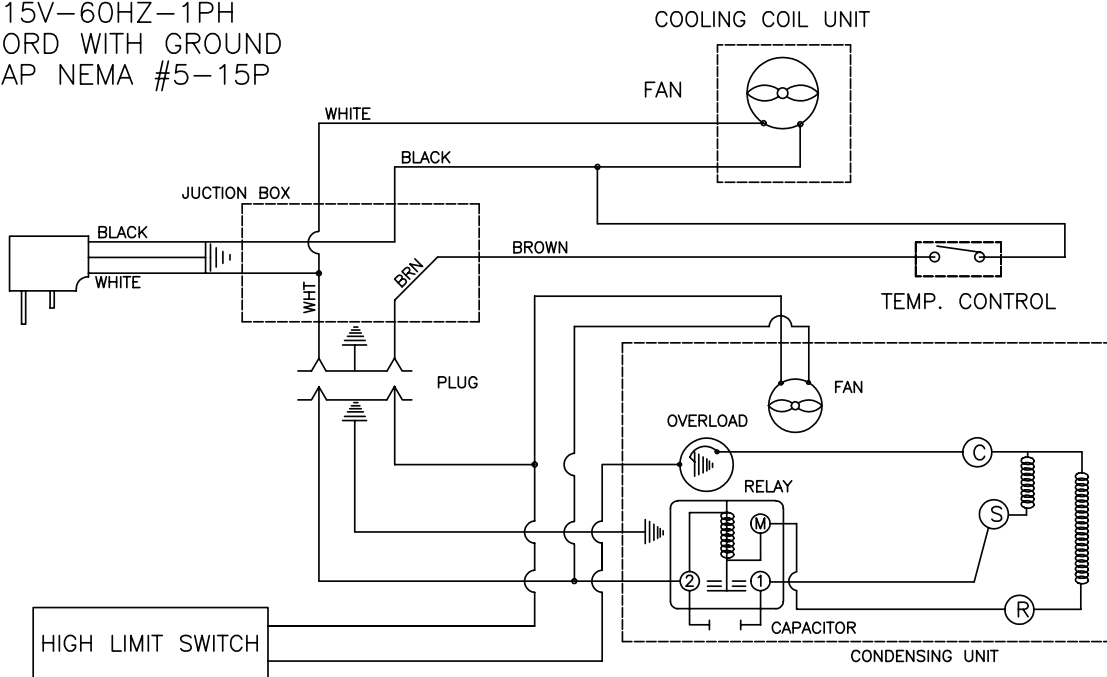 15V-60HZ-1PH
ORD WITH GROUND
AP NEMA #5-15P
COOLING COIL UNIT
FAN
WHITE
BLACK
JUCTION BOX
BLACK
WHITE
BRN
BROWN
WHT
TEMP. CONTROL
PLUG
FAN
OVERLOAD
C
RELAY
S
M
2
1
R
CAPACITOR
HIGH LIMIT SWITCH
CONDENSING UNIT